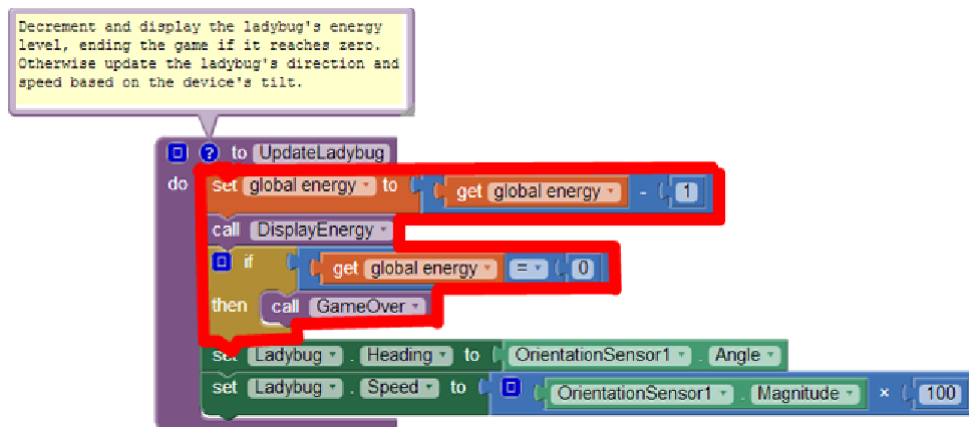 Decrement and display the ladybug's energy
level, ending the game if it reaches zero.
Otherwise update the ladybug's direction and
speed based on the device's tilt.
? to UpdateLadybug
do set global energy to get global energy - 1
call DisplayEnergy
if get global energy = 0
then call GameOver
set Ladybug . Heading to OrientationSensor1 . Angle
set Ladybug . Speed to OrientationSensor1 . Magnitude × 100